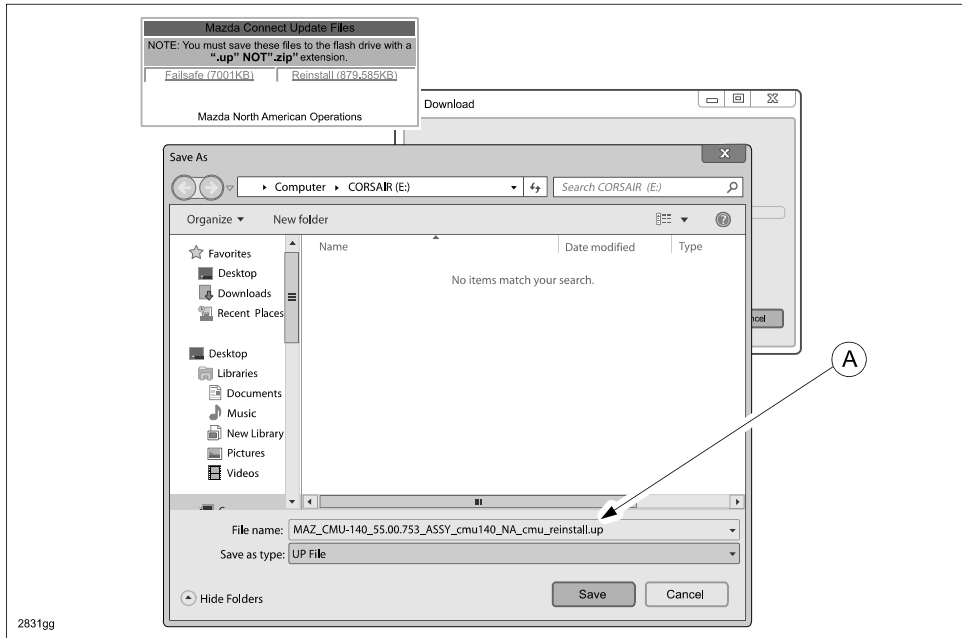 Mazda Connect Update Files
NOTE: You must save these files to the flash drive with a
“.up” NOT”.zip” extension.
Failsafe (7001KB) Reinstall (879,585KB)
Mazda North American Operations
Download
Save As
Computer CORSAIR (E:)
Search CORSAIR (E:)
Organize New folder
Name Date modified Type
Favorites
Desktop
Downloads
Recent Places
No items match your search.
ncel
Desktop
Libraries
Documents
Music
New Library
Pictures
Videos
A
File name: MAZ_CMU-140_55.00.753_ASSY_cmu140_NA_cmu_reinstall.up
Save as type: UP File
Hide Folders
Save Cancel
2831gg